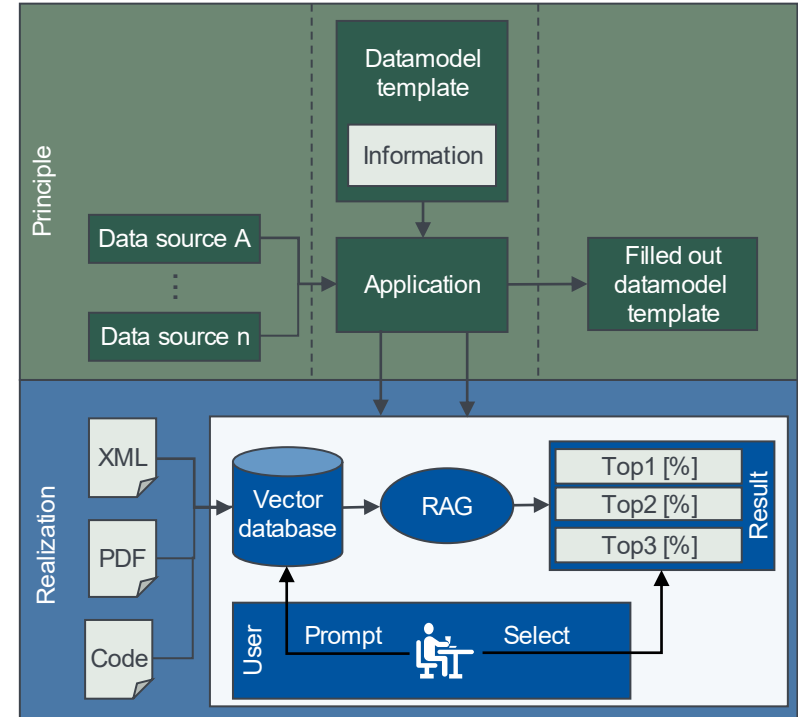 Principle
Datamodel
template
Information
Data source A
⋮
Data source n
Application
Filled out
datamodel
template
Realization
XML
PDF
Code
Vector
database
RAG
Top1 [%]
Top2 [%]
Top3 [%]
Result
User
Prompt
Select